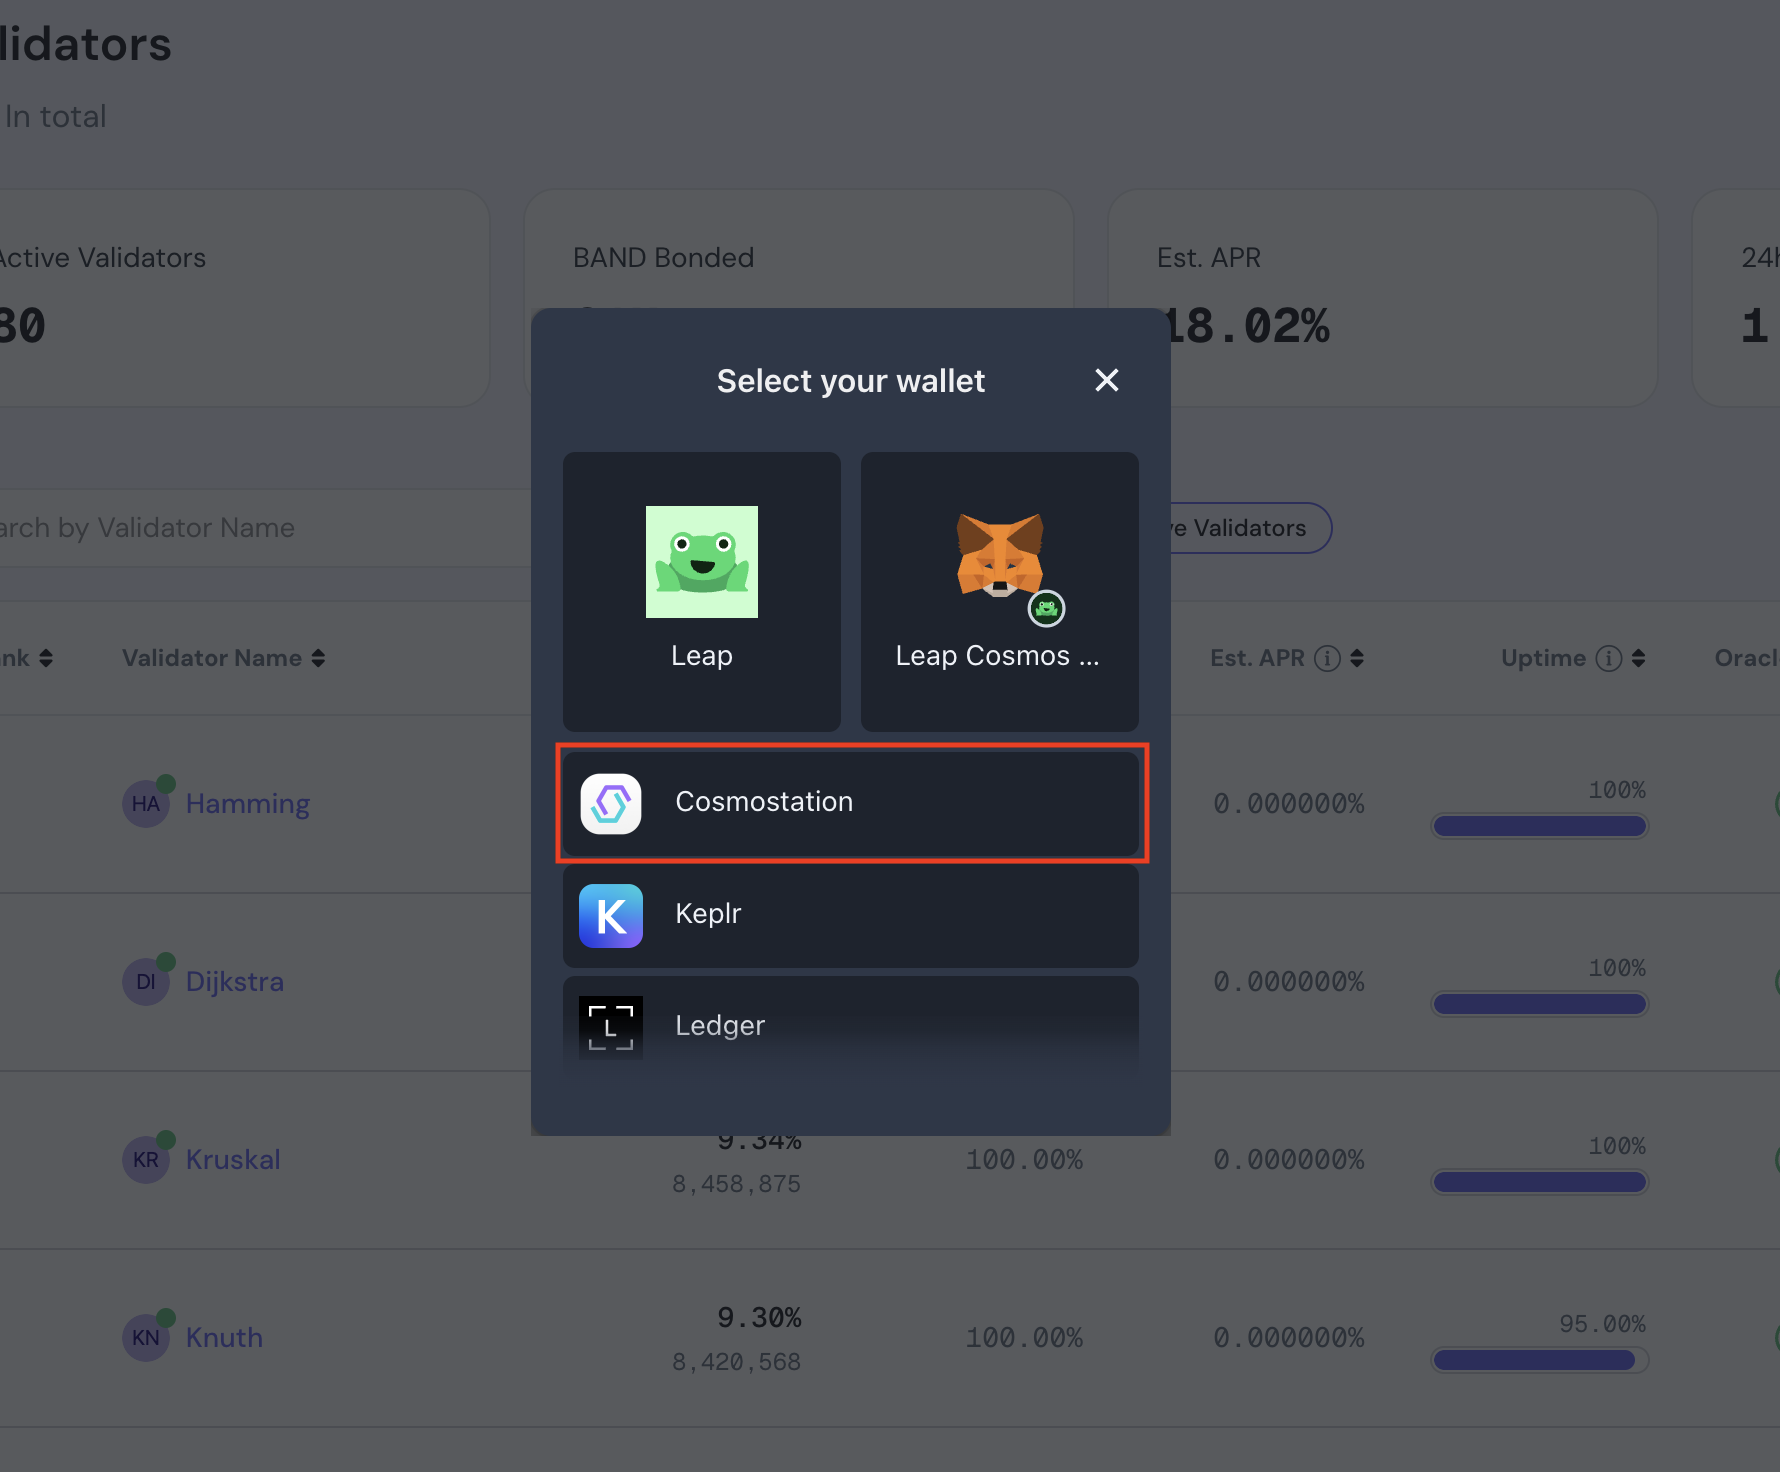 lidators
In total
Active Validators
80
BAND Bonded
Est. APR
18.02%
24h
1
Select your wallet
Leap
Leap Cosmos ...
Cosmostation
Keplr
L
Ledger
arch by Validator Name
ve Validators
nk
Validator Name
Est. APR
Uptime
Oracl
HA
Hamming
0.000000%
100%
DI
Dijkstra
0.000000%
100%
KR
Kruskal
9.34%
8,458,875
100.00%
0.000000%
100%
KN
Knuth
9.30%
8,420,568
100.00%
0.000000%
95.00%